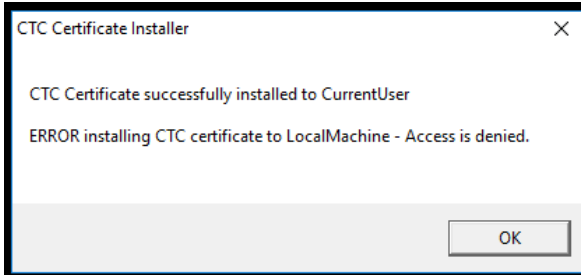 CTC Certificate Installer
CTC Certificate successfully installed to CurrentUser
ERROR installing CTC certificate to LocalMachine - Access is denied.
OK